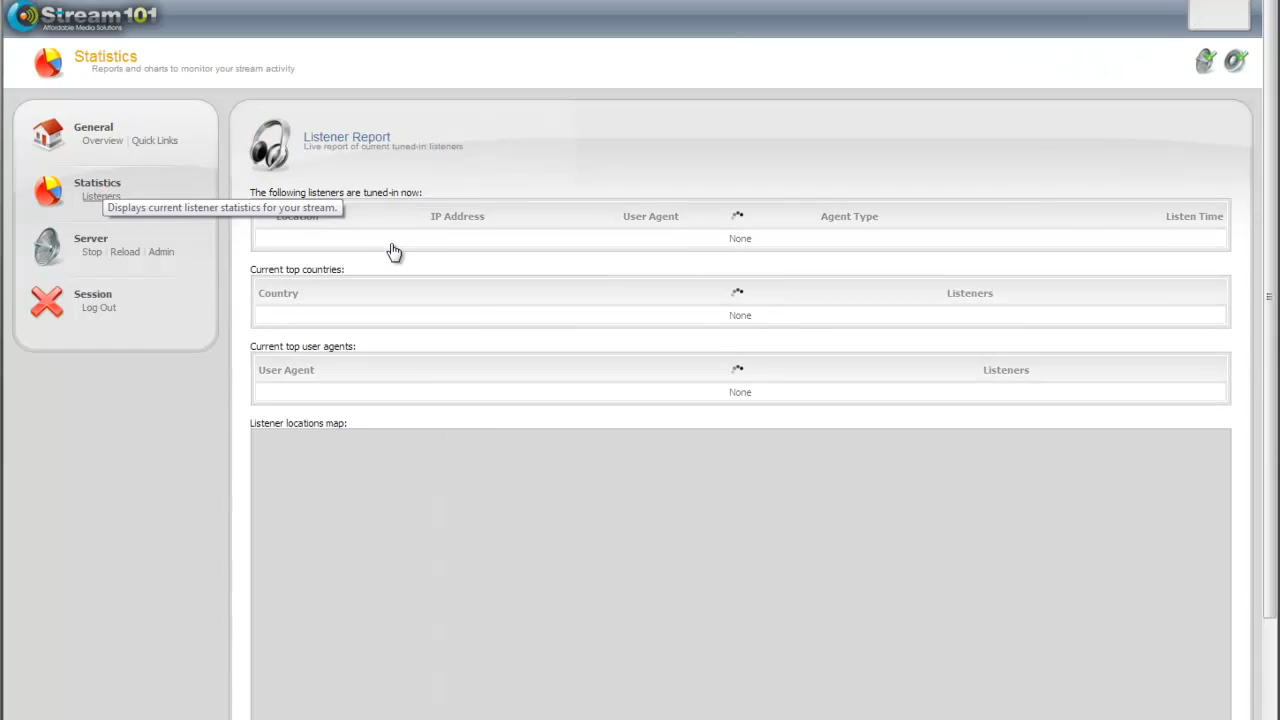 Stream101
Affordable Media Solutions
Statistics
Reports and charts to monitor your stream activity
General
Overview | Quick Links
Statistics
Listeners
Displays current listener statistics for your stream.
Server
Stop | Reload | Admin
Session
Log Out
Listener Report
Live report of current tuned-in listeners
The following listeners are tuned-in now:
Location IP Address User Agent Agent Type Listen Time
None
Current top countries:
Country Listeners
None
Current top user agents:
User Agent Listeners
None
Listener locations map: